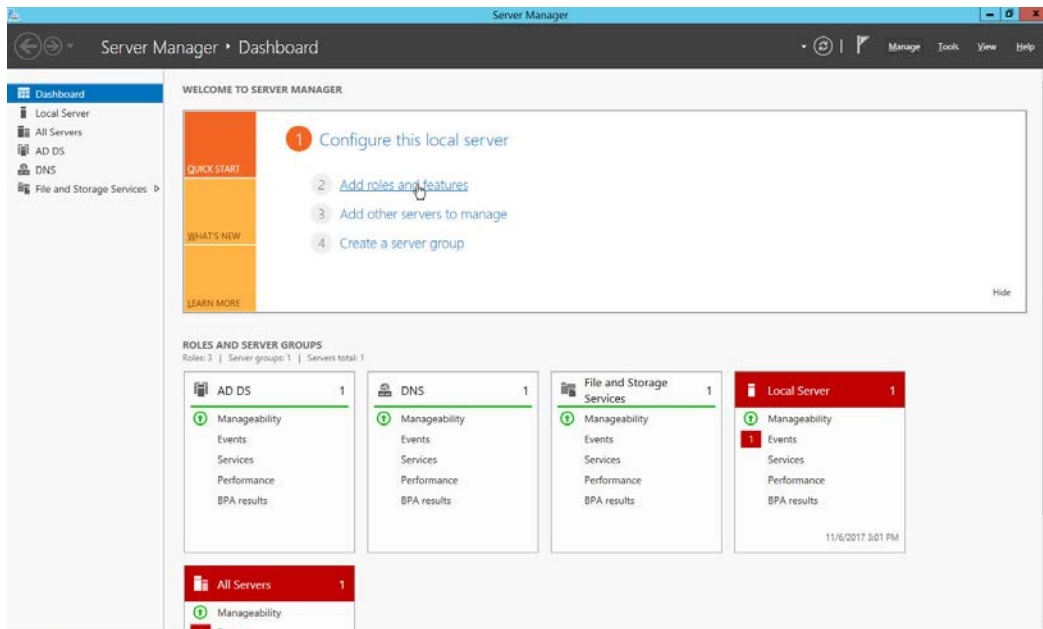 Server Manager
Server Manager • Dashboard
Manage Tools View Help
Dashboard
Local Server
All Servers
AD DS
DNS
File and Storage Services
WELCOME TO SERVER MANAGER
QUICK START
WHAT'S NEW
LEARN MORE
1 Configure this local server
2 Add roles and features
3 Add other servers to manage
4 Create a server group
Hide
ROLES AND SERVER GROUPS
Roles: 3 | Server groups: 1 | Servers total: 1
AD DS 1
Manageability
Events
Services
Performance
BPA results
DNS 1
Manageability
Events
Services
Performance
BPA results
File and Storage
Services 1
Manageability
Events
Services
Performance
BPA results
Local Server 1
Manageability
1 Events
Services
Performance
BPA results
11/6/2017 3:01 PM
All Servers 1
Manageability